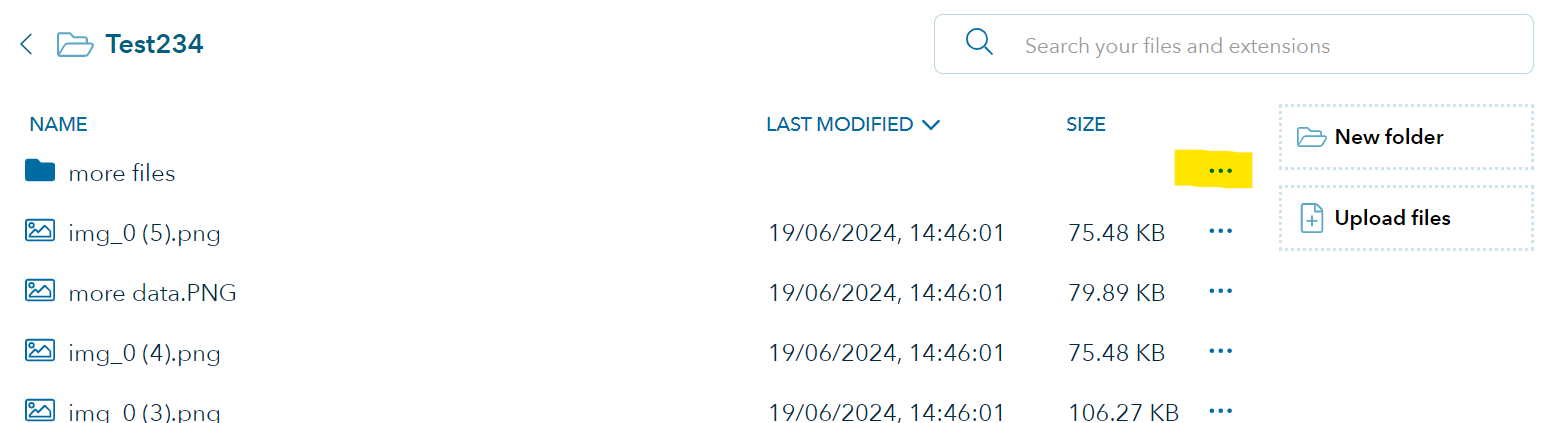 Test234
Search your files and extensions
NAME LAST MODIFIED SIZE
New folder
more files ...
Upload files
img_0 (5).png 19/06/2024, 14:46:01 75.48 KB ...
more data.PNG 19/06/2024, 14:46:01 79.89 KB ...
img_0 (4).png 19/06/2024, 14:46:01 75.48 KB ...
img_0 (3).png 19/06/2024, 14:46:01 106.27 KB ...